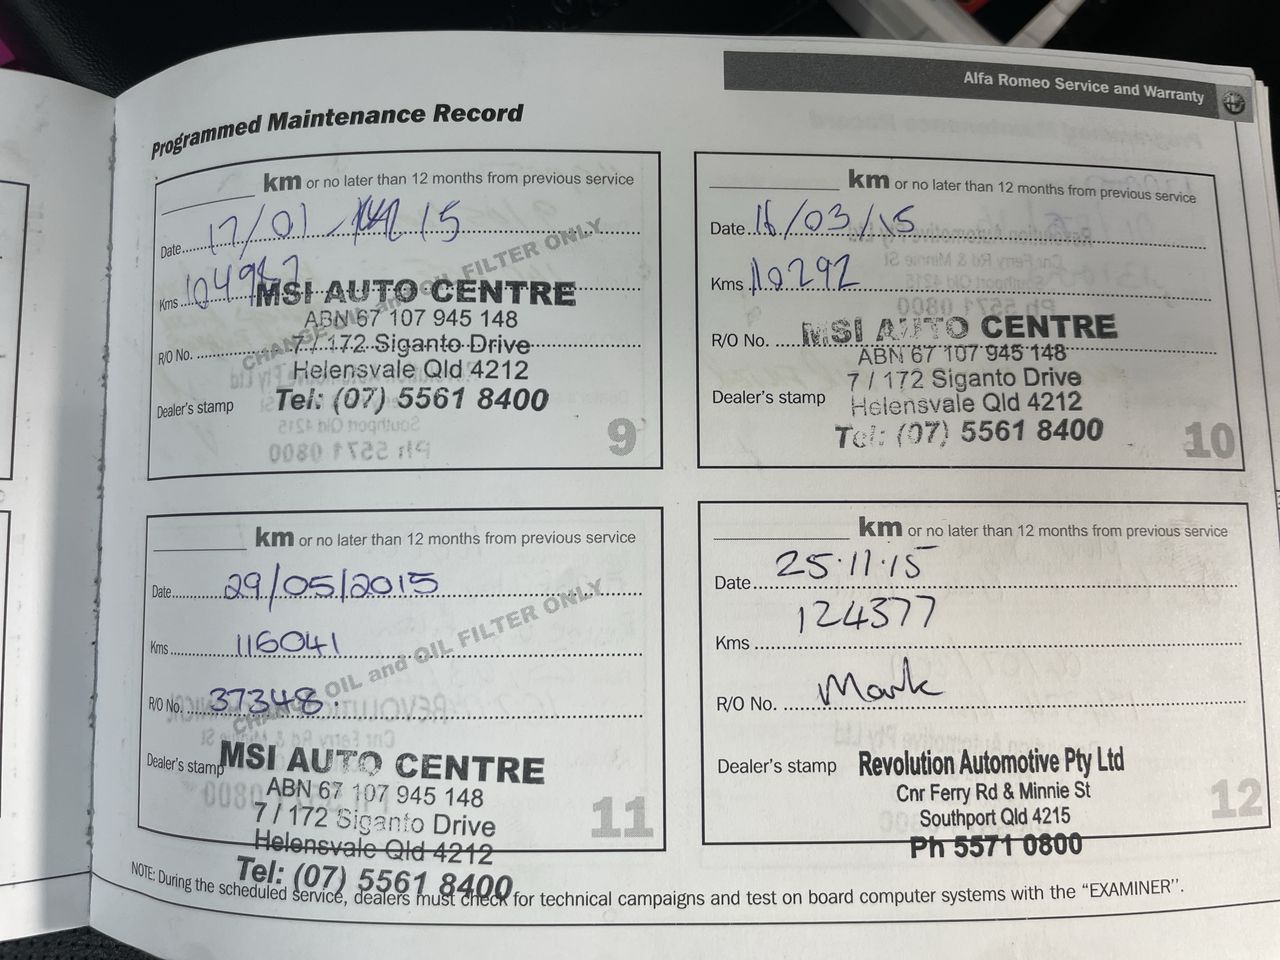 Alfa Romeo Service and Warranty
Programmed Maintenance Record
km or no later than 12 months from previous service
Date 17/01 15
Kms
CHANGE OIL and OIL FILTER ONLY
MSI AUTO CENTRE
ABN 67 107 945 148
R/O No.
7 / 172 Siganto Drive
Helensvale Qld 4212
Dealer's stamp
Tel: (07) 5561 8400
9
km or no later than 12 months from previous service
Date 16/03/15
Kms 110292
R/O No.
MSI AUTO CENTRE
ABN 67 107 945 148
7 / 172 Siganto Drive
Dealer's stamp
Helensvale Qld 4212
Tel: (07) 5561 8400
10
km or no later than 12 months from previous service
Date 29/05/2015
Kms 116041
CHANGE OIL and OIL FILTER ONLY
R/O No. 37348
Dealer's stamp
MSI AUTO CENTRE
ABN 67 107 945 148
7 / 172 Siganto Drive
Helensvale Qld 4212
Tel: (07) 5561 8400
11
km or no later than 12 months from previous service
Date 25.11.15
Kms 124377
R/O No. Mark
Dealer's stamp
Revolution Automotive Pty Ltd
Cnr Ferry Rd & Minnie St
Southport Qld 4215
Ph 5571 0800
12
NOTE: During the scheduled service, dealers must check for technical campaigns and test on board computer systems with the “EXAMINER”.